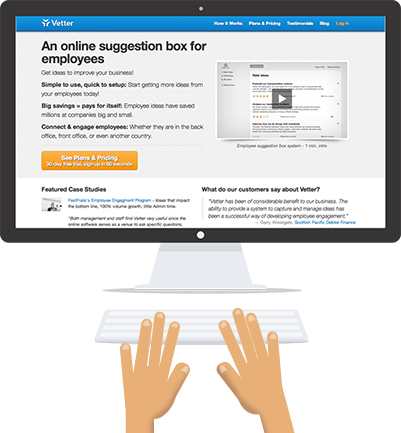 Vetter
How it Works Plans & Pricing Testimonials Blog Log in
An online suggestion box for
employees
Get ideas to improve your business!
Simple to use, quick to setup: Start getting more ideas from
your employees today!
Big savings = pays for itself: Employee ideas have saved
millions at companies big and small.
Connect & engage employees: Whether they are in the back
office, front office, or even another country.
See Plans & Pricing
30-day free trial, sign up in 60 seconds
Rate ideas
Employee suggestion box system - 1 min. intro
Featured Case Studies
FastPrata's Employee Engagment Program - Ideas that impact
the bottom line, 100% volume growth, little Admin time.
"Both management and staff find Vetter very useful since the
online software serves as a venue to ask specific questions,
What do our customers say about Vetter?
"Vetter has been of considerable benefit to our business. The
ability to provide a system to capture and manage ideas has
been a successful way of developing employee engagement."
— Gerry Woodgate, Scottish Pacific Debtor Finance